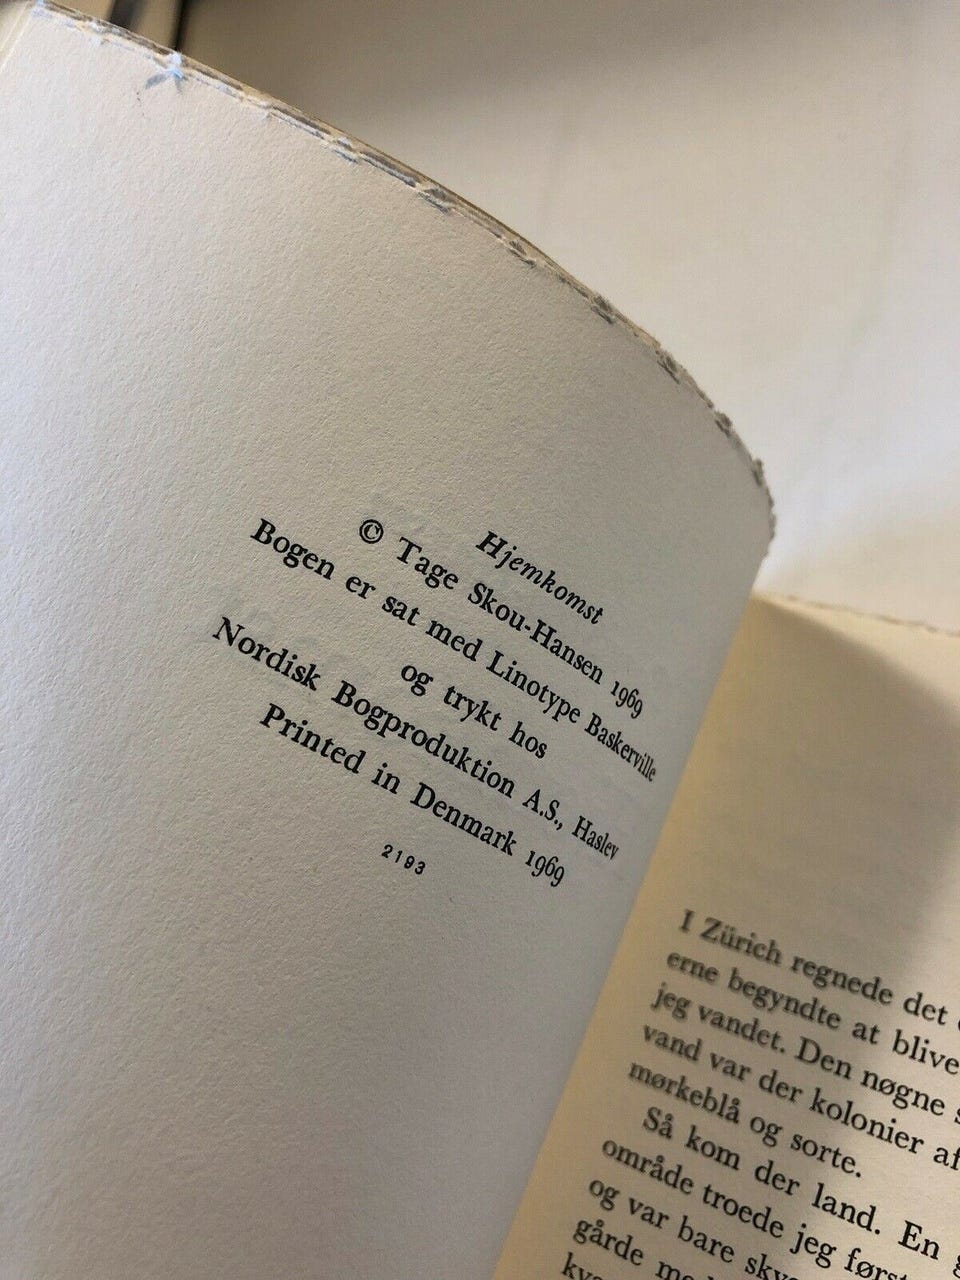 Hjemkomst
© Tage Skou-Hansen 1969
Bogen er sat med Linotype Baskerville
og trykt hos
Nordisk Bogproduktion A.S., Haslev
Printed in Denmark 1969
2193
I Zürich regnede det
erne begyndte at blive
jeg vandet. Den nøgne
vand var der kolonier af
mørkeblå og sorte.
Så kom der land. En
område troede jeg først
og var bare
gårde